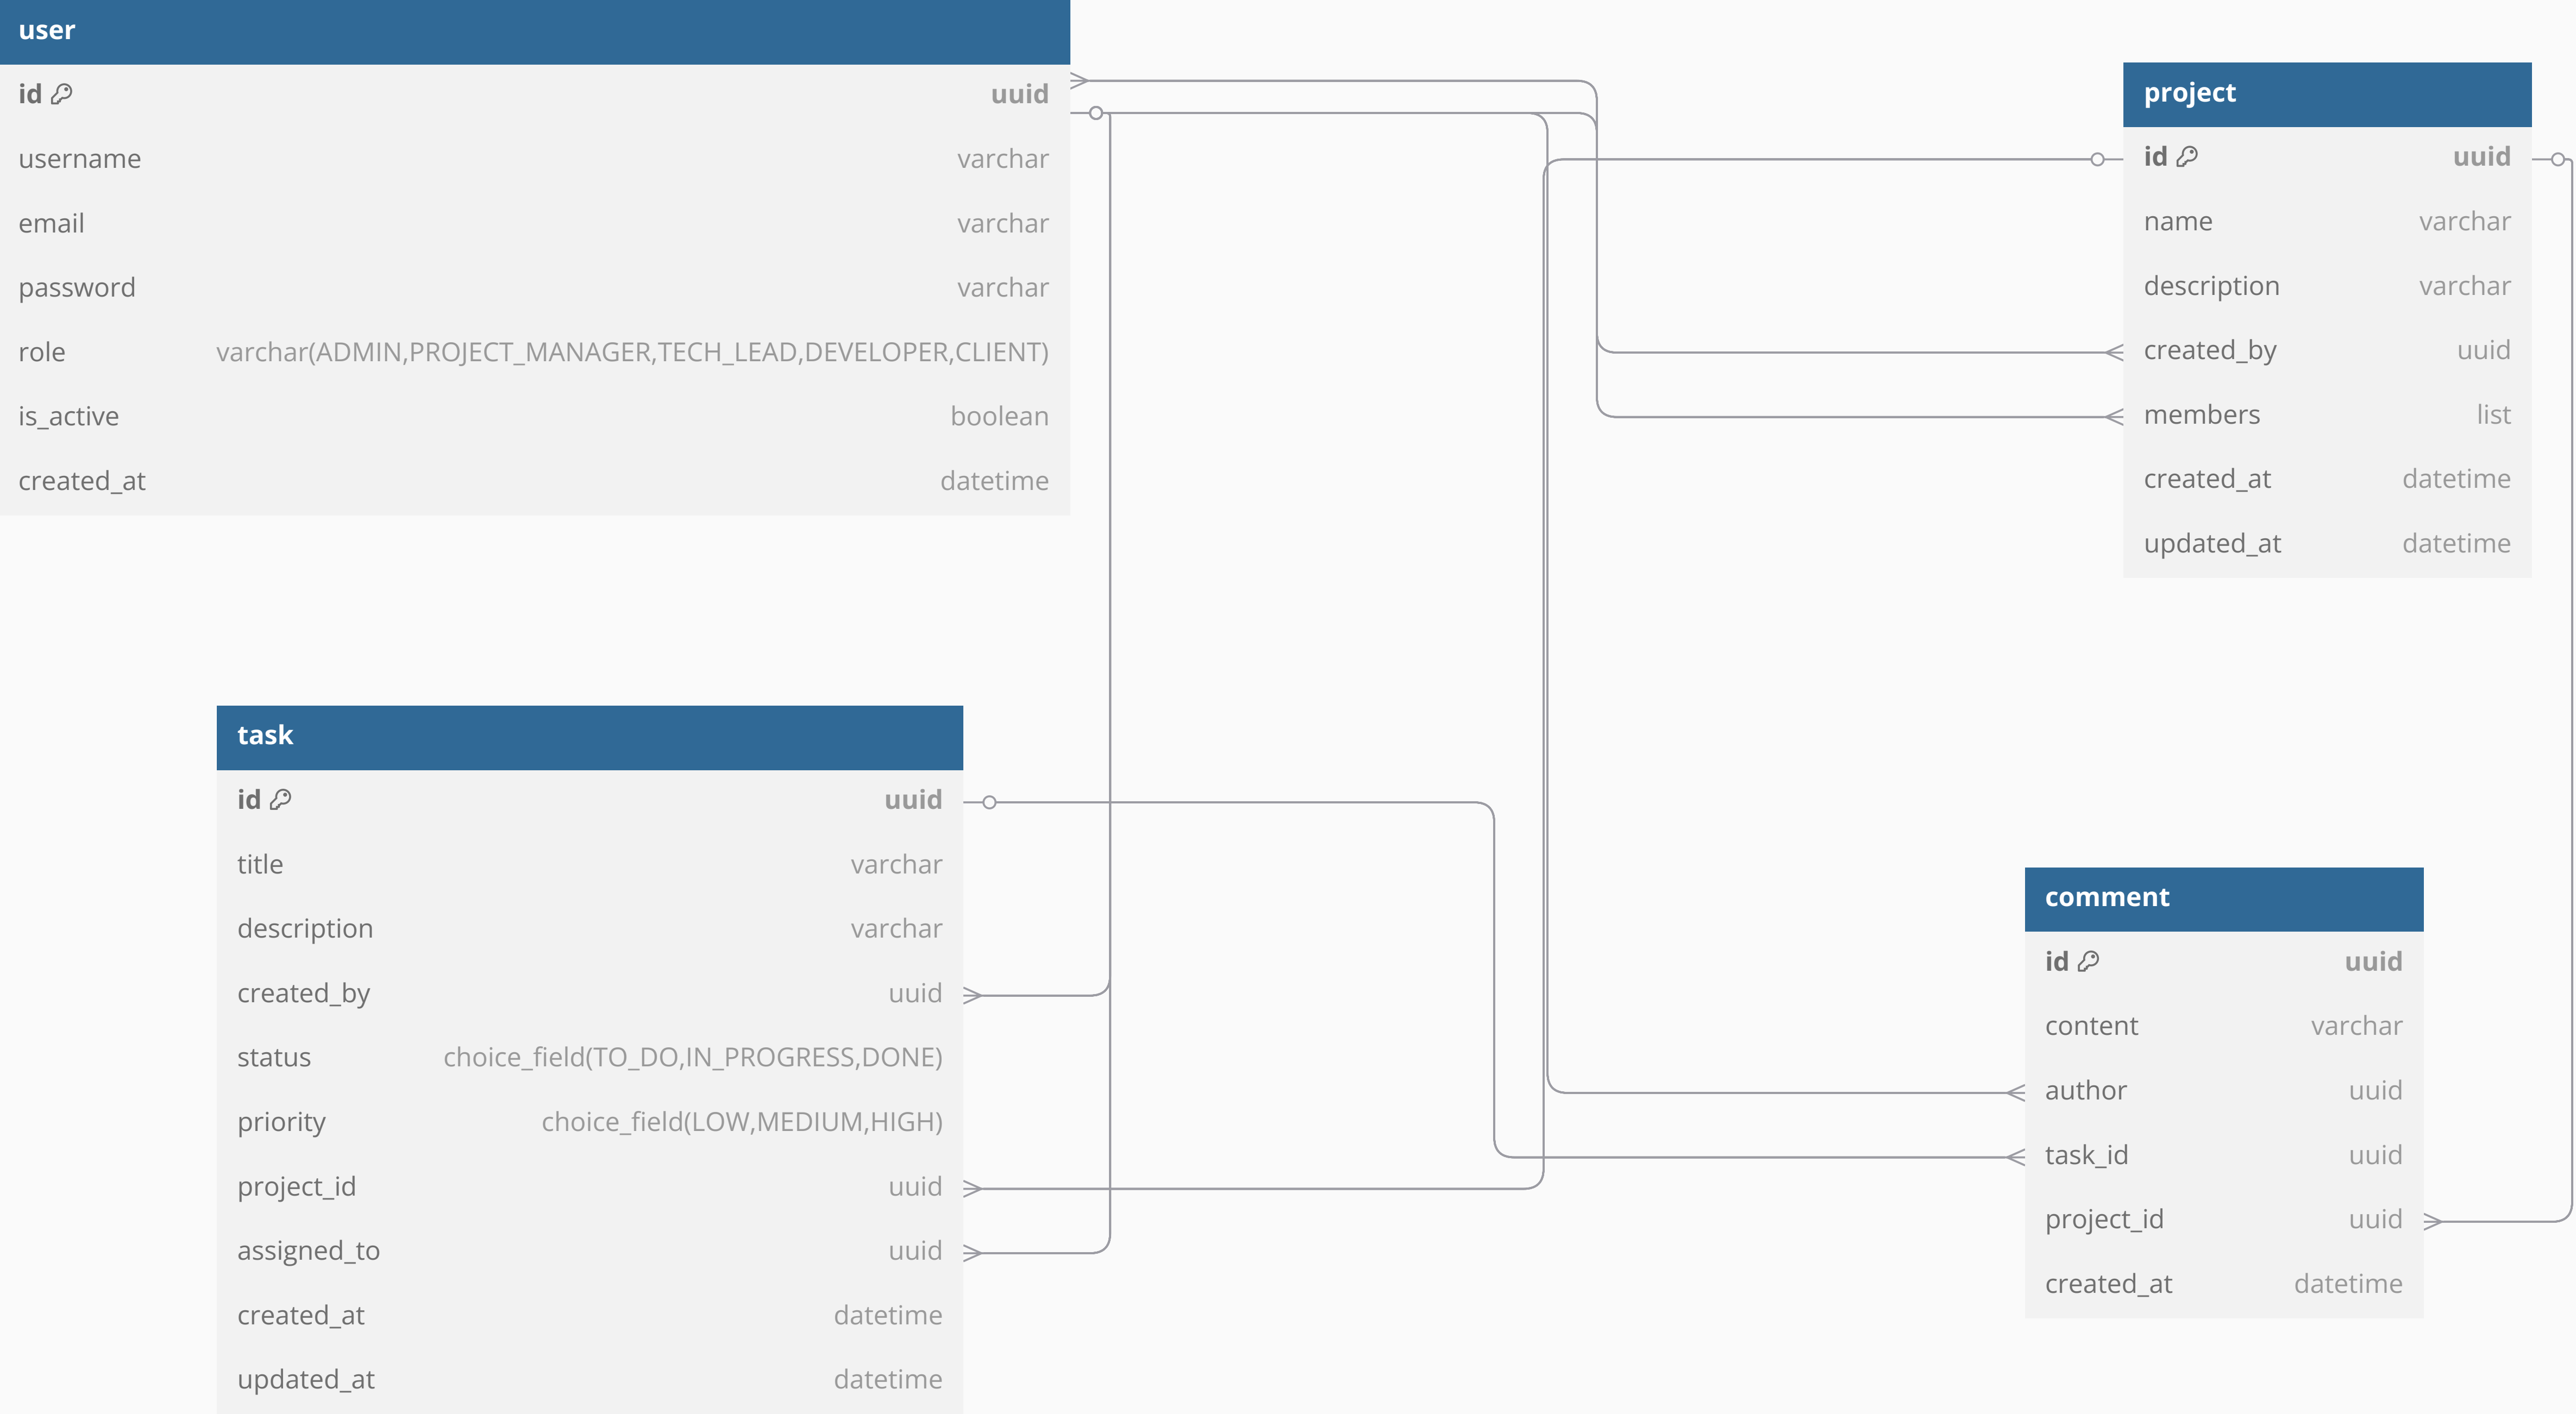 user
id uuid
username varchar
email varchar
password varchar
role varchar(ADMIN,PROJECT_MANAGER,TECH_LEAD,DEVELOPER,CLIENT)
is_active boolean
created_at datetime
project
id uuid
name varchar
description varchar
created_by uuid
members list
created_at datetime
updated_at datetime
task
id uuid
title varchar
description varchar
created_by uuid
status choice_field(TO_DO,IN_PROGRESS,DONE)
priority choice_field(LOW,MEDIUM,HIGH)
project_id uuid
assigned_to uuid
created_at datetime
updated_at datetime
comment
id uuid
content varchar
author uuid
task_id uuid
project_id uuid
created_at datetime